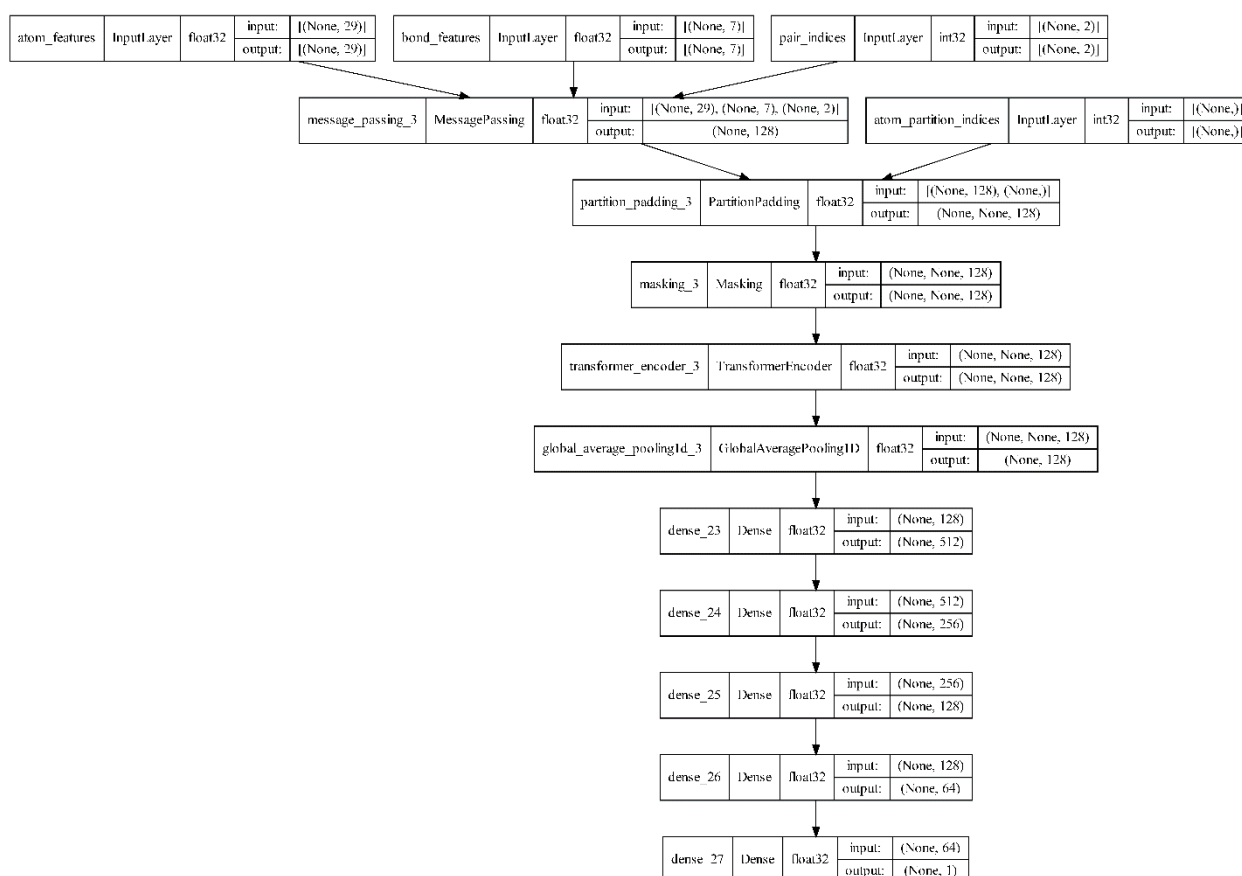 atom_features InputLayer float32 input: [(None, 29)] output: [(None, 29)]
bond_features InputLayer float32 input: [(None, 7)] output: [(None, 7)]
pair_indices InputLayer int32 input: [(None, 2)] output: [(None, 2)]
message_passing_3 MessagePassing float32 input: [(None, 29), (None, 7), (None, 2)] output: (None, 128)
atom_partition_indices InputLayer int32 input: [(None,)] output: [(None,)]
partition_padding_3 PartitionPadding float32 input: [(None, 128), (None,)] output: (None, None, 128)
masking_3 Masking float32 input: (None, None, 128) output: (None, None, 128)
transformer_encoder_3 TransformerEncoder float32 input: (None, None, 128) output: (None, None, 128)
global_average_pooling1d_3 GlobalAveragePooling1D float32 input: (None, None, 128) output: (None, 128)
dense_23 Dense float32 input: (None, 128) output: (None, 512)
dense_24 Dense float32 input: (None, 512) output: (None, 256)
dense_25 Dense float32 input: (None, 256) output: (None, 128)
dense_26 Dense float32 input: (None, 128) output: (None, 64)
dense_27 Dense float32 input: (None, 64) output: (None, 1)